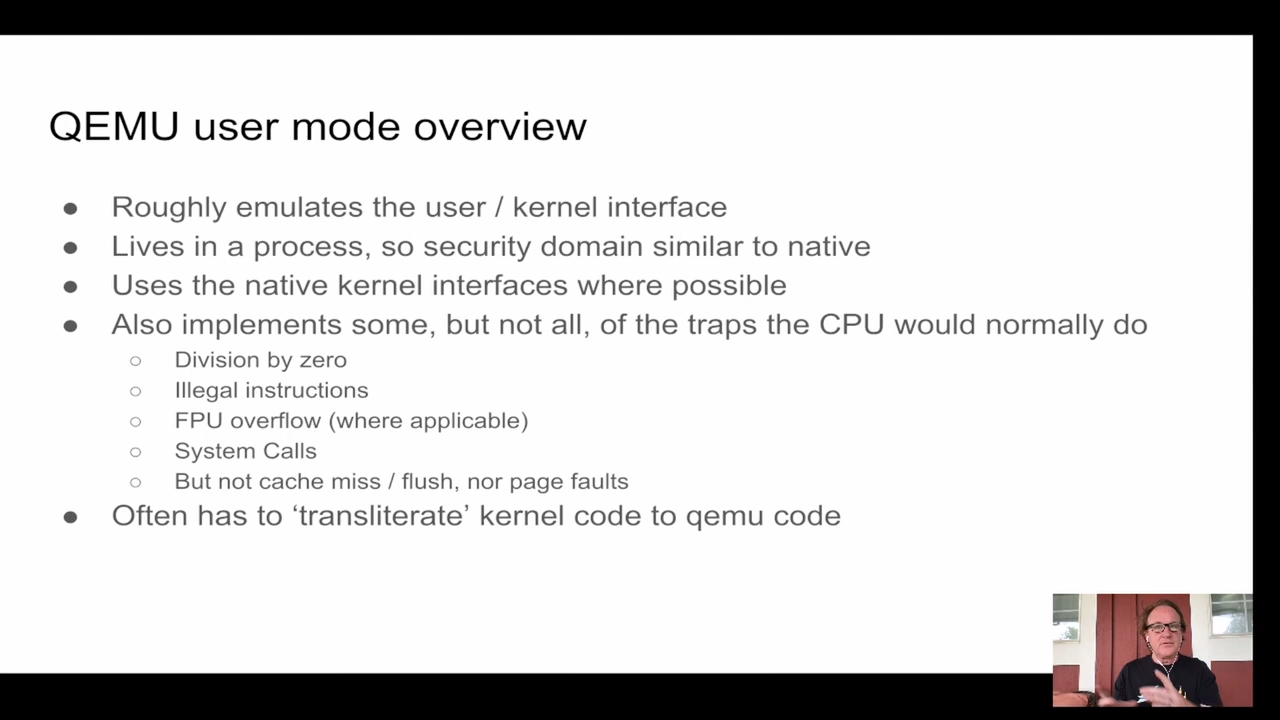 QEMU user mode overview
● Roughly emulates the user / kernel interface
● Lives in a process, so security domain similar to native
● Uses the native kernel interfaces where possible
● Also implements some, but not all, of the traps the CPU would normally do
○ Division by zero
○ Illegal instructions
○ FPU overflow (where applicable)
○ System Calls
○ But not cache miss / flush, nor page faults
● Often has to ‘transliterate’ kernel code to qemu code